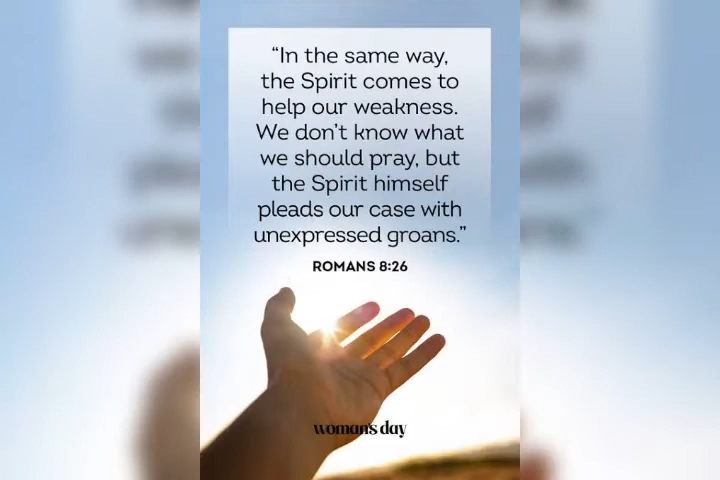 “In the same way,
the Spirit comes to
help our weakness.
We don’t know what
we should pray, but
the Spirit himself
pleads our case with
unexpressed groans.”
ROMANS 8:26
woman's day